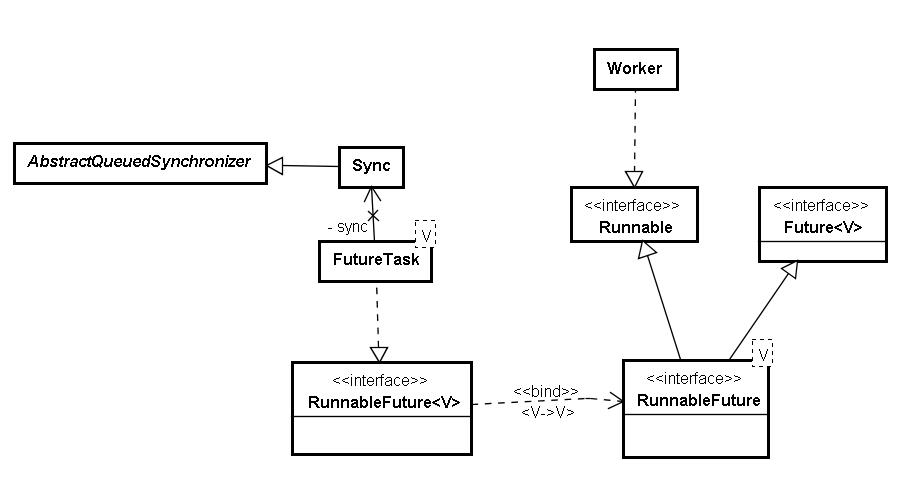 Worker
AbstractQueuedSynchronizer
Sync
<<interface>>
Runnable
<<interface>>
Future<V>
- sync
V
FutureTask
<<interface>>
RunnableFuture<V>
<<bind>>
<V->V>
V
<<interface>>
RunnableFuture